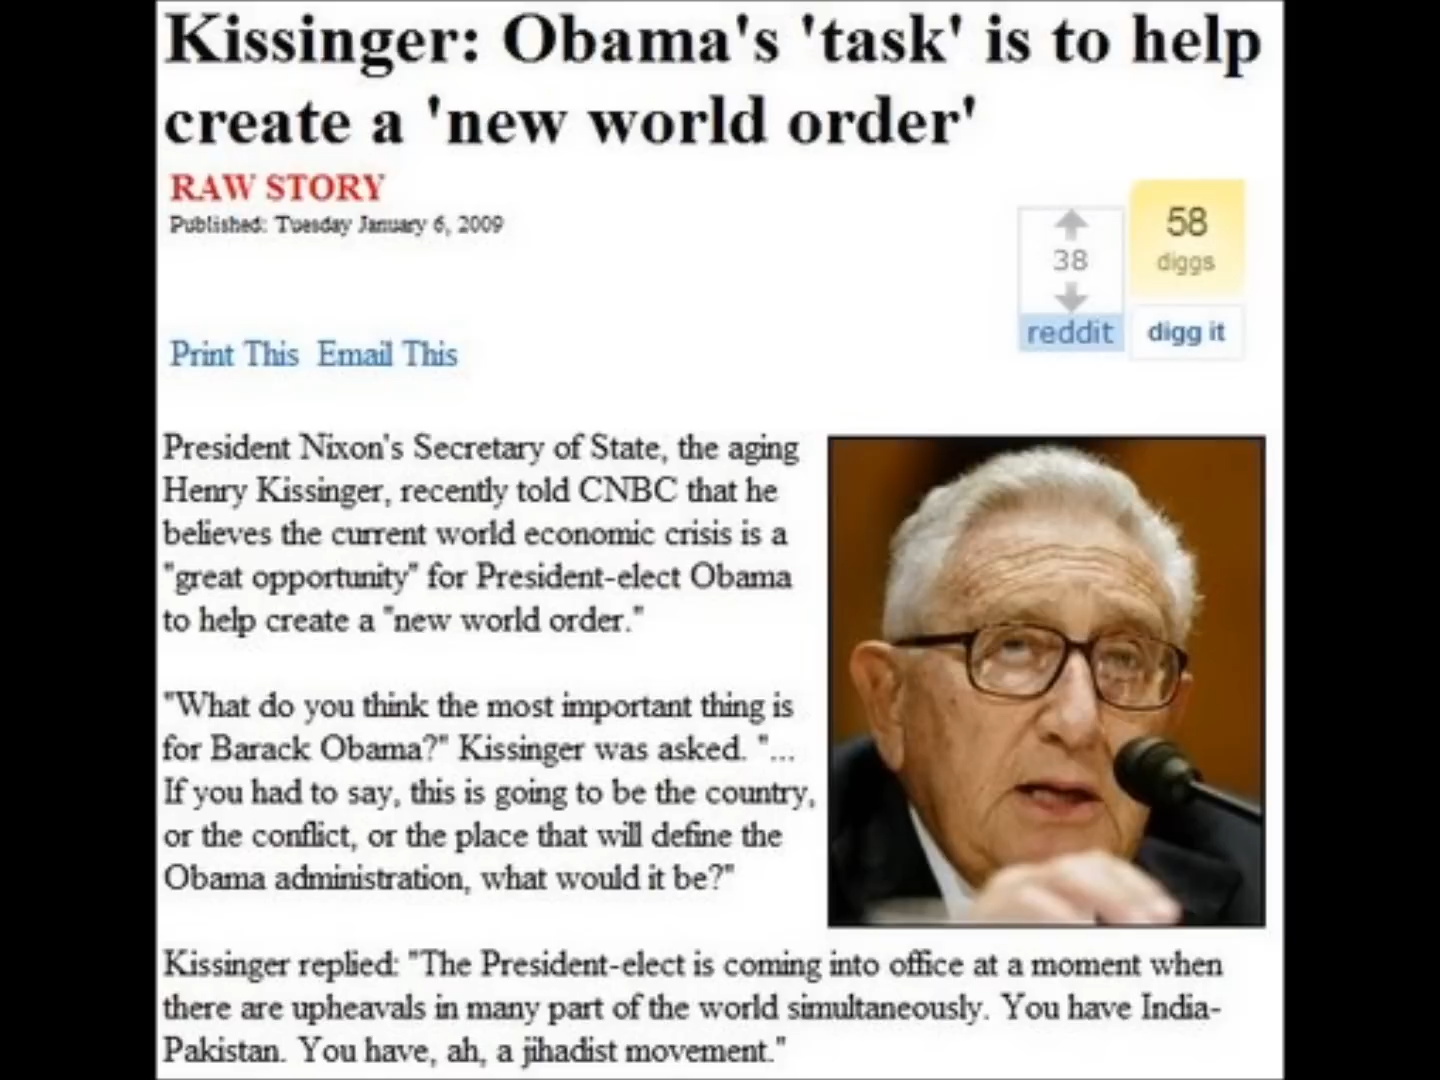 Kissinger: Obama's 'task' is to help
create a 'new world order'
RAW STORY
Published: Tuesday January 6, 2009
38
reddit
58
diggs
digg it
Print This Email This
President Nixon's Secretary of State, the aging
Henry Kissinger, recently told CNBC that he
believes the current world economic crisis is a
"great opportunity" for President-elect Obama
to help create a "new world order."
"What do you think the most important thing is
for Barack Obama?" Kissinger was asked. "...
If you had to say, this is going to be the country,
or the conflict, or the place that will define the
Obama administration, what would it be?"
Kissinger replied: "The President-elect is coming into office at a moment when
there are upheavals in many part of the world simultaneously. You have India-
Pakistan. You have, ah, a jihadist movement."